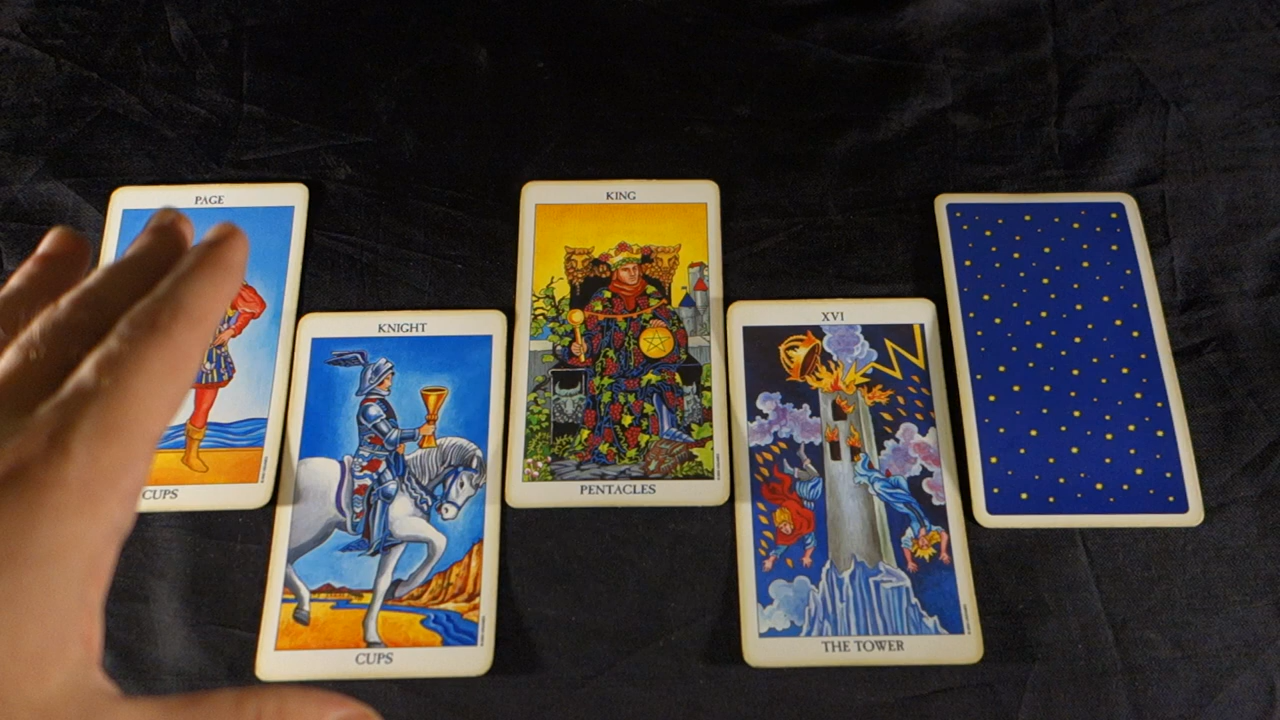 PAGE
CUPS
KNIGHT
CUPS
KING
PENTACLES
XVI
THE TOWER